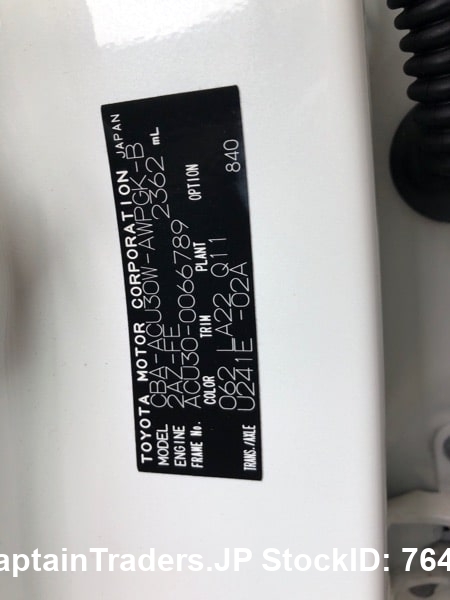 TOYOTA MOTOR CORPORATION JAPAN
MODEL CBA-ACU30W-AWPGK-B
ENGINE 2AZ-FE 2362 mL
FRAME No. ACU30-0066789
COLOR TRIM PLANT OPTION
062 LA22 Q11 840
TRANS./AXLE U241E -02A
aptainTraders.JP StockID: 764